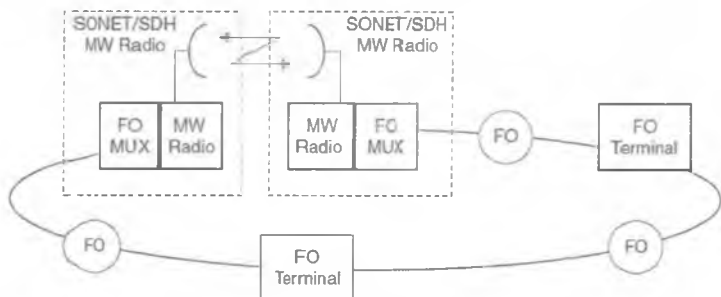 SONET/SDH
MW Radio
SONET/SDH
MW Radio
FO
MUX
MW
Radio
MW
Radio
FO
MUX
FO
FO
Terminal
FO
FO
Terminal
FO